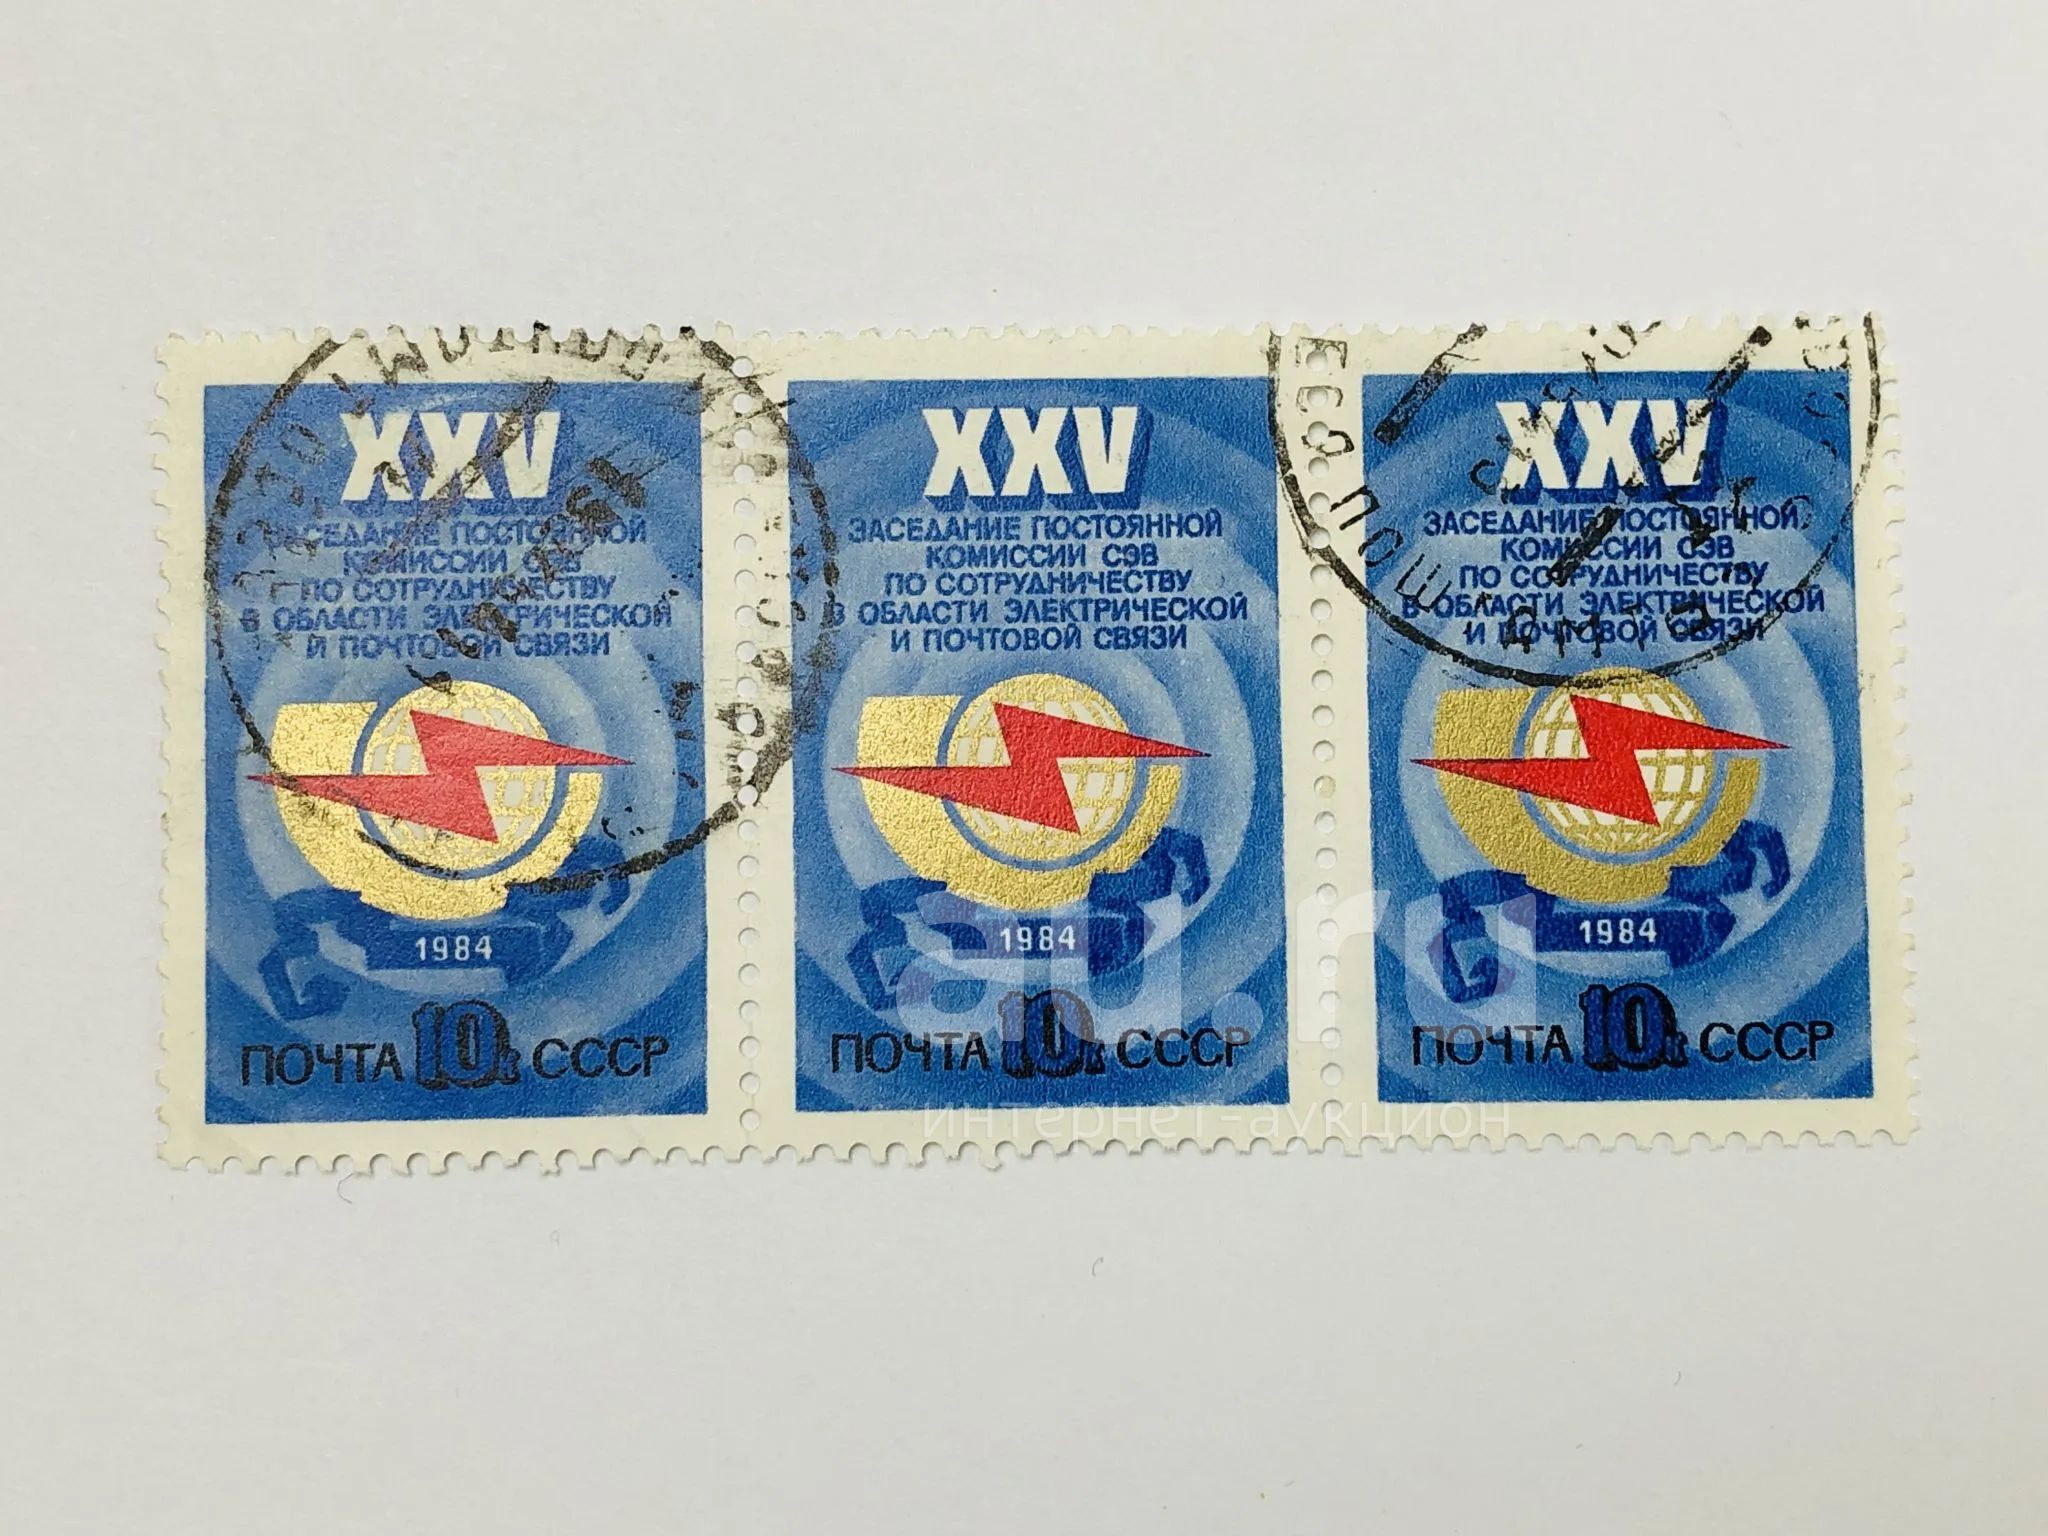 XXV
ЗАСЕДАНИЕ ПОСТОЯННОЙ
КОМИССИИ СЭВ
ПО СОТРУДНИЧЕСТВУ
В ОБЛАСТИ ЭЛЕКТРИЧЕСКОЙ
И ПОЧТОВОЙ СВЯЗИ
1984
ПОЧТА 10к СССР
XXV
ЗАСЕДАНИЕ ПОСТОЯННОЙ
КОМИССИИ СЭВ
ПО СОТРУДНИЧЕСТВУ
В ОБЛАСТИ ЭЛЕКТРИЧЕСКОЙ
И ПОЧТОВОЙ СВЯЗИ
1984
ПОЧТА 10к СССР
XXV
ЗАСЕДАНИЕ ПОСТОЯННОЙ
КОМИССИИ СЭВ
ПО СОТРУДНИЧЕСТВУ
В ОБЛАСТИ ЭЛЕКТРИЧЕСКОЙ
И ПОЧТОВОЙ СВЯЗИ
1984
ПОЧТА 10к СССР
au.ru
интернет-аукцион